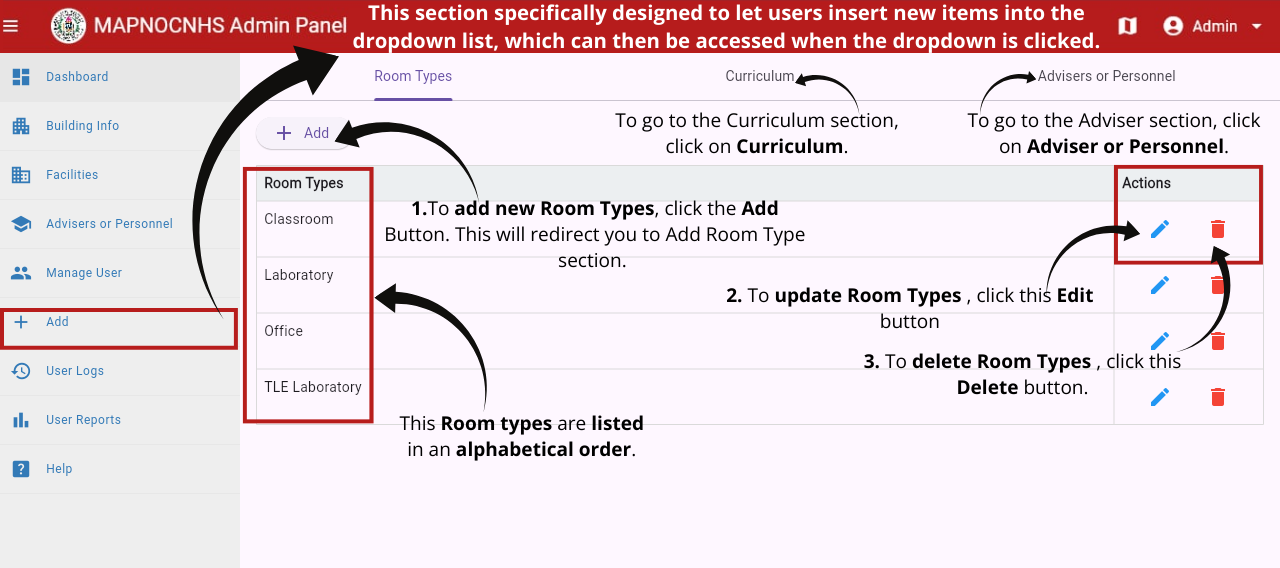 MAPNOCNHS Admin Panel
This section specifically designed to let users insert new items into the
dropdown list, which can then be accessed when the dropdown is clicked.
Admin
Dashboard
Building Info
Facilities
Advisers or Personnel
Manage User
Add
User Logs
User Reports
Help
Room Types
Curriculum
Advisers or Personnel
To go to the Curriculum section,
click on Curriculum.
To go to the Adviser section, click
on Adviser or Personnel.
Add
Room Types
Actions
Classroom
Laboratory
Office
TLE Laboratory
1.To add new Room Types, click the Add
Button. This will redirect you to Add Room Type
section.
2. To update Room Types , click this Edit
button
3. To delete Room Types , click this
Delete button.
This Room types are listed
in an alphabetical order.